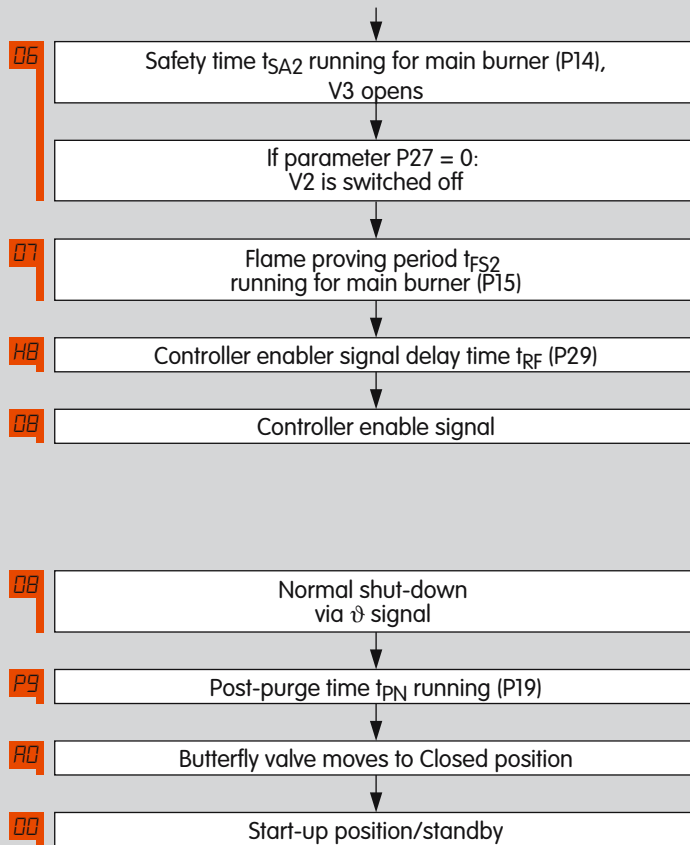 06
Safety time tSA2 running for main burner (P14),
V3 opens
If parameter P27 = 0:
V2 is switched off
07
Flame proving period tFS2
running for main burner (P15)
H8
Controller enabler signal delay time tRF (P29)
08
Controller enable signal
08
Normal shut-down
via ϑ signal
P9
Post-purge time tPN running (P19)
A0
Butterfly valve moves to Closed position
00
Start-up position/standby